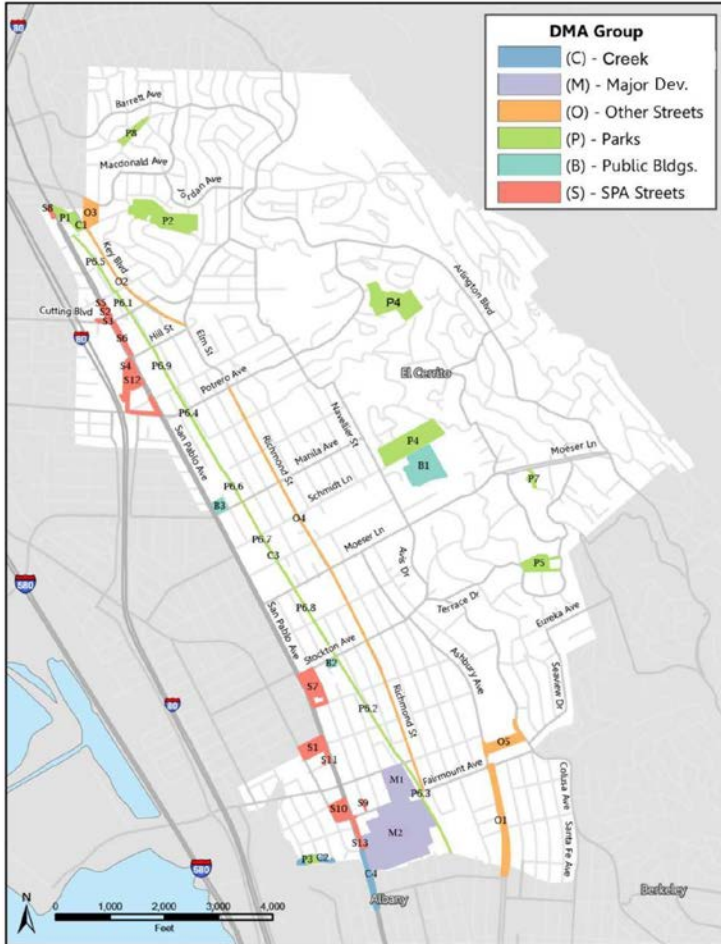 DMA Group
(C) - Creek
(M) - Major Dev.
(O) - Other Streets
(P) - Parks
(B) - Public Bldgs.
(S) - SPA Streets
80
Barrett Ave
P8
Macdonald Ave
Jordan Ave
S8
P1
C1
O3
P2
Key Blvd
P6.5
O2
Arlington Blvd
P4
S5
P6.1
S2
S3
Cutting Blvd
80
S6
Hill St
Elm St
S4
S12
P6.9
Potrero Ave
El Cerrito
P6.4
San Pablo Ave
Richmond St
Manila Ave
Navellier St
P4
B1
Moeser Ln
P6.6
Schmidt Ln
P7
B3
O4
P6.7
C3
Moeser Ln
Avis Dr
P5
580
P6.8
San Pablo Ave
Terrace Dr
Eureka Ave
Stockton Ave
B2
Ashbury Ave
Seaview Dr
S7
80
P6.2
Richmond St
S1
S11
O5
M1
Fairmount Ave
Colusa Ave
P6.3
S10
S9
O1
M2
Santa Fe Ave
S13
P3
C2
C4
580
Albany
Berkeley
N
0 1,000 2,000 3,000 4,000
Feet